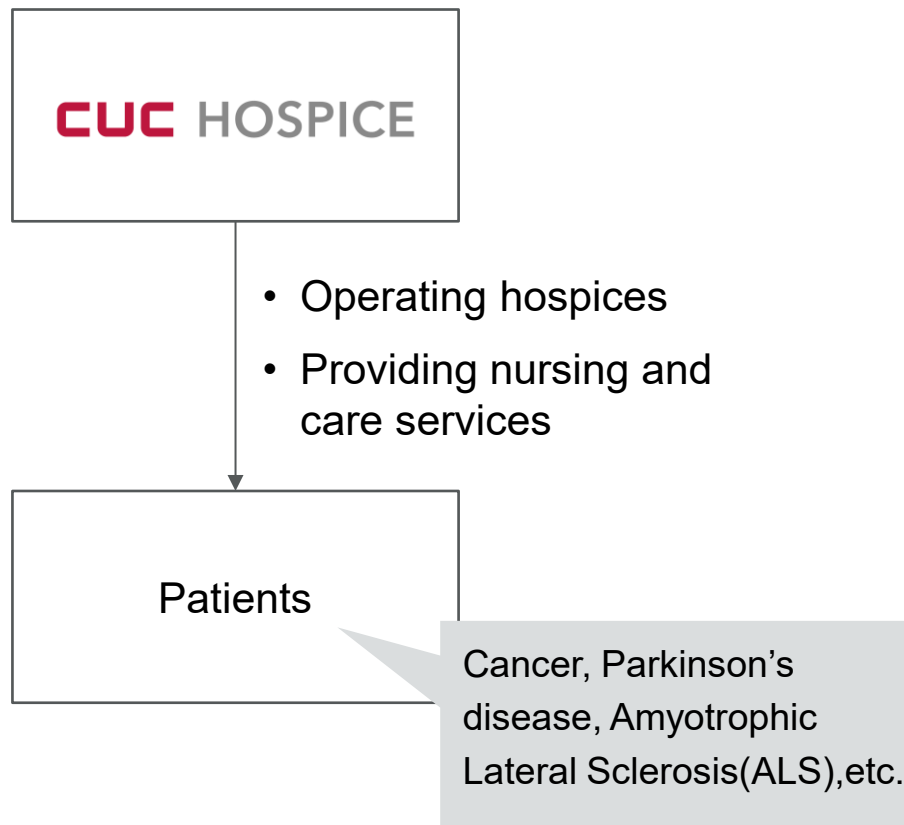 CUC HOSPICE
• Operating hospices
• Providing nursing and
care services
Patients
Cancer, Parkinson’s
disease, Amyotrophic
Lateral Sclerosis(ALS),etc.